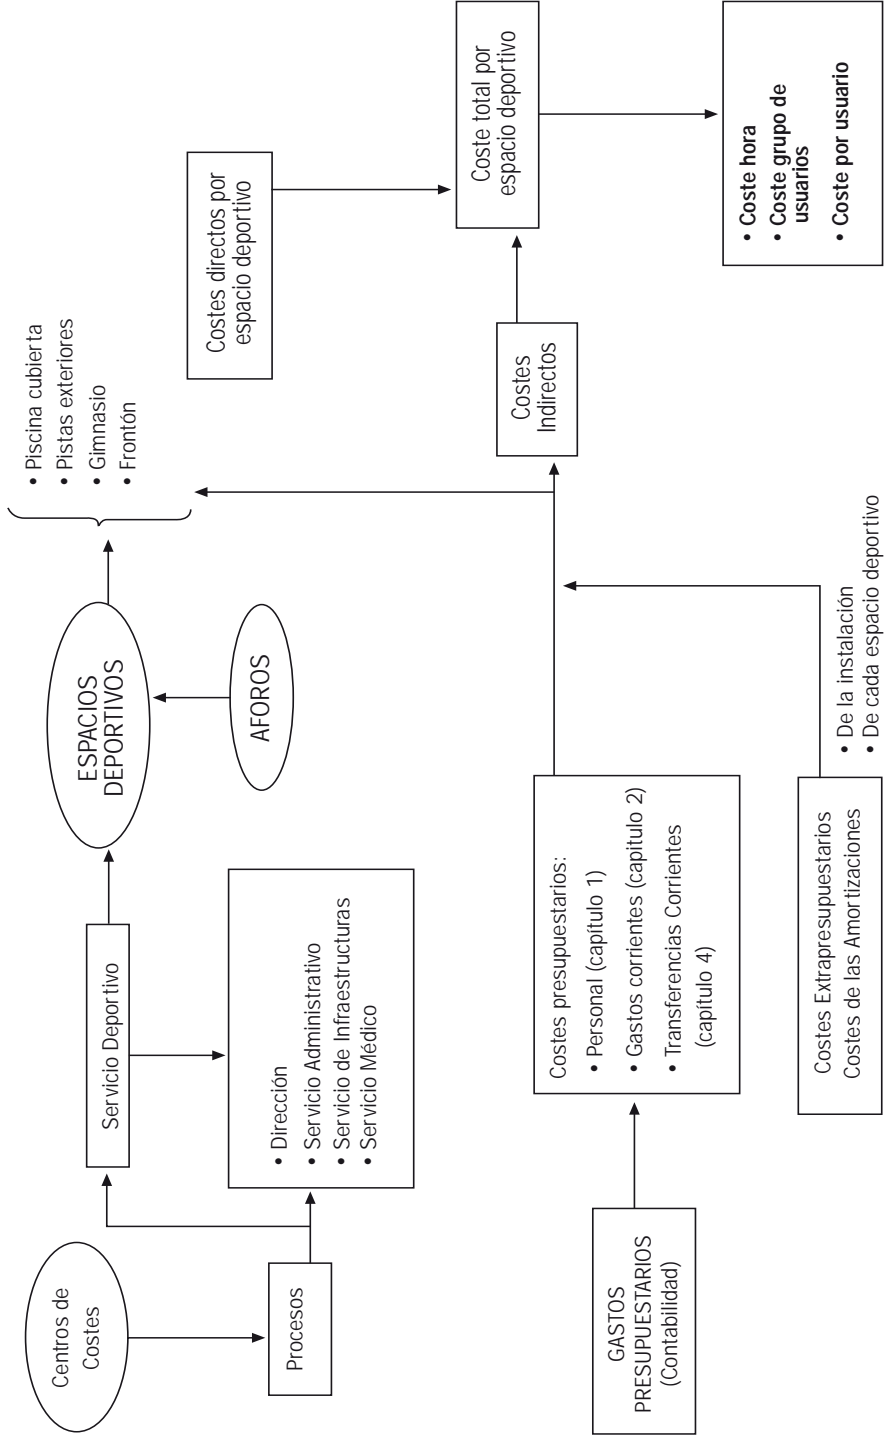 Centros de
Costes
Procesos
Servicio Deportivo
• Dirección
• Servicio Administrativo
• Servicio de Infraestructuras
• Servicio Médico
ESPACIOS
DEPORTIVOS
AFOROS
• Piscina cubierta
• Pistas exteriores
• Gimnasio
• Frontón
Costes directos por
espacio deportivo
GASTOS
PRESUPUESTARIOS
(Contabilidad)
Costes presupuestarios:
• Personal (capítulo 1)
• Gastos corrientes (capítulo 2)
• Transferencias Corrientes
(capítulo 4)
Costes
Indirectos
Coste total por
espacio deportivo
Costes Extrapresupuestarios
Costes de las Amortizaciones
• De la instalación
• De cada espacio deportivo
• Coste hora
• Coste grupo de
usuarios
• Coste por usuario